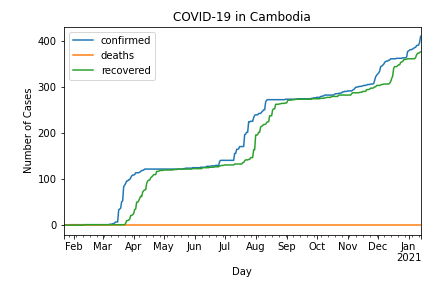 COVID-19 in Cambodia
confirmed
deaths
recovered
400
300
200
100
0
Number of Cases
Feb Mar Apr May Jun Jul Aug Sep Oct Nov Dec Jan
2021
Day